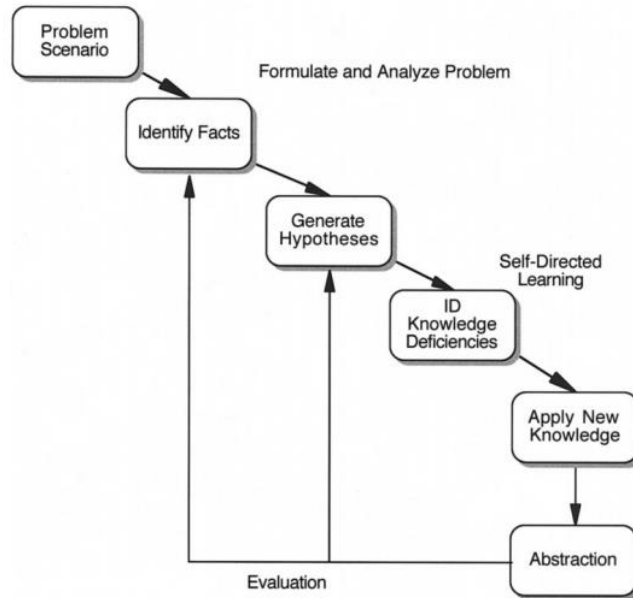 Problem
Scenario
Formulate and Analyze Problem
Identify Facts
Generate
Hypotheses
Self-Directed
Learning
ID
Knowledge
Deficiencies
Apply New
Knowledge
Abstraction
Evaluation